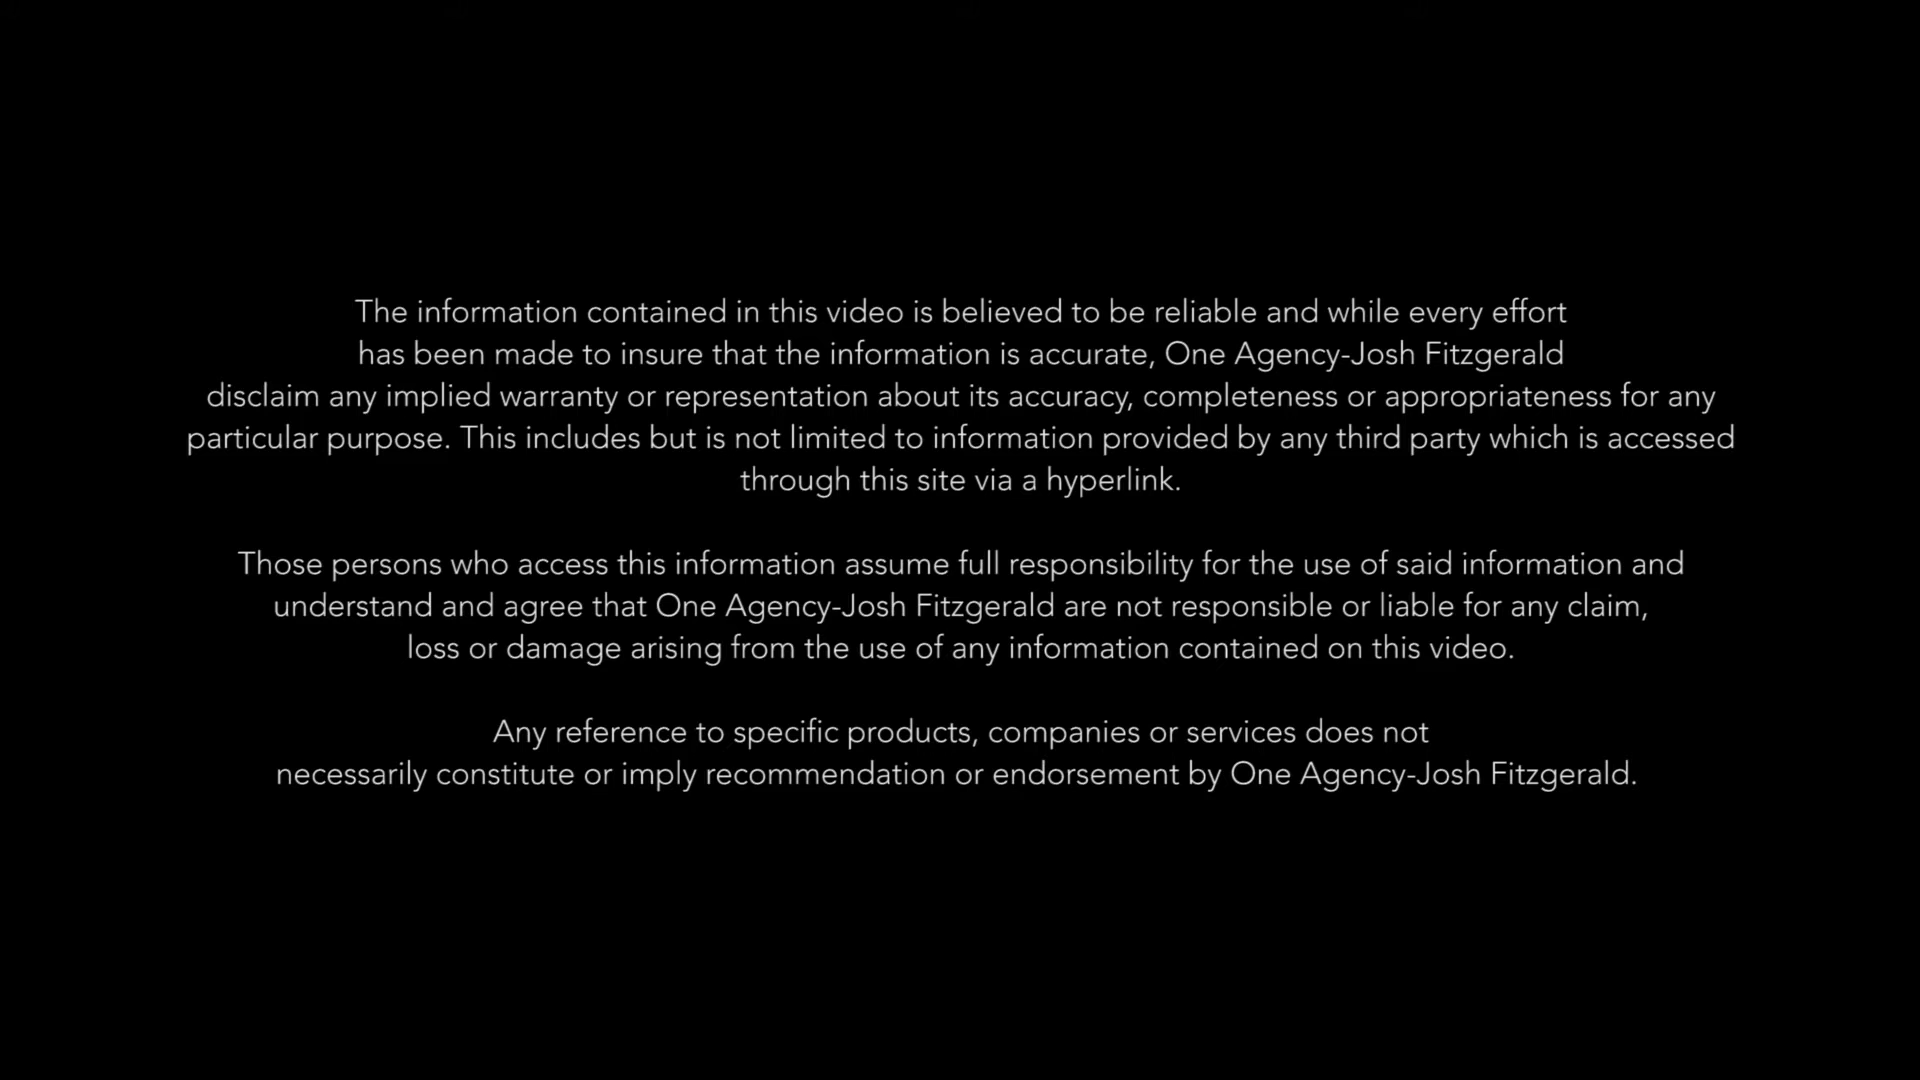 The information contained in this video is believed to be reliable and while every effort
has been made to insure that the information is accurate, One Agency-Josh Fitzgerald
disclaim any implied warranty or representation about its accuracy, completeness or appropriateness for any
particular purpose. This includes but is not limited to information provided by any third party which is accessed
through this site via a hyperlink.
Those persons who access this information assume full responsibility for the use of said information and
understand and agree that One Agency-Josh Fitzgerald are not responsible or liable for any claim,
loss or damage arising from the use of any information contained on this video.
Any reference to specific products, companies or services does not
necessarily constitute or imply recommendation or endorsement by One Agency-Josh Fitzgerald.